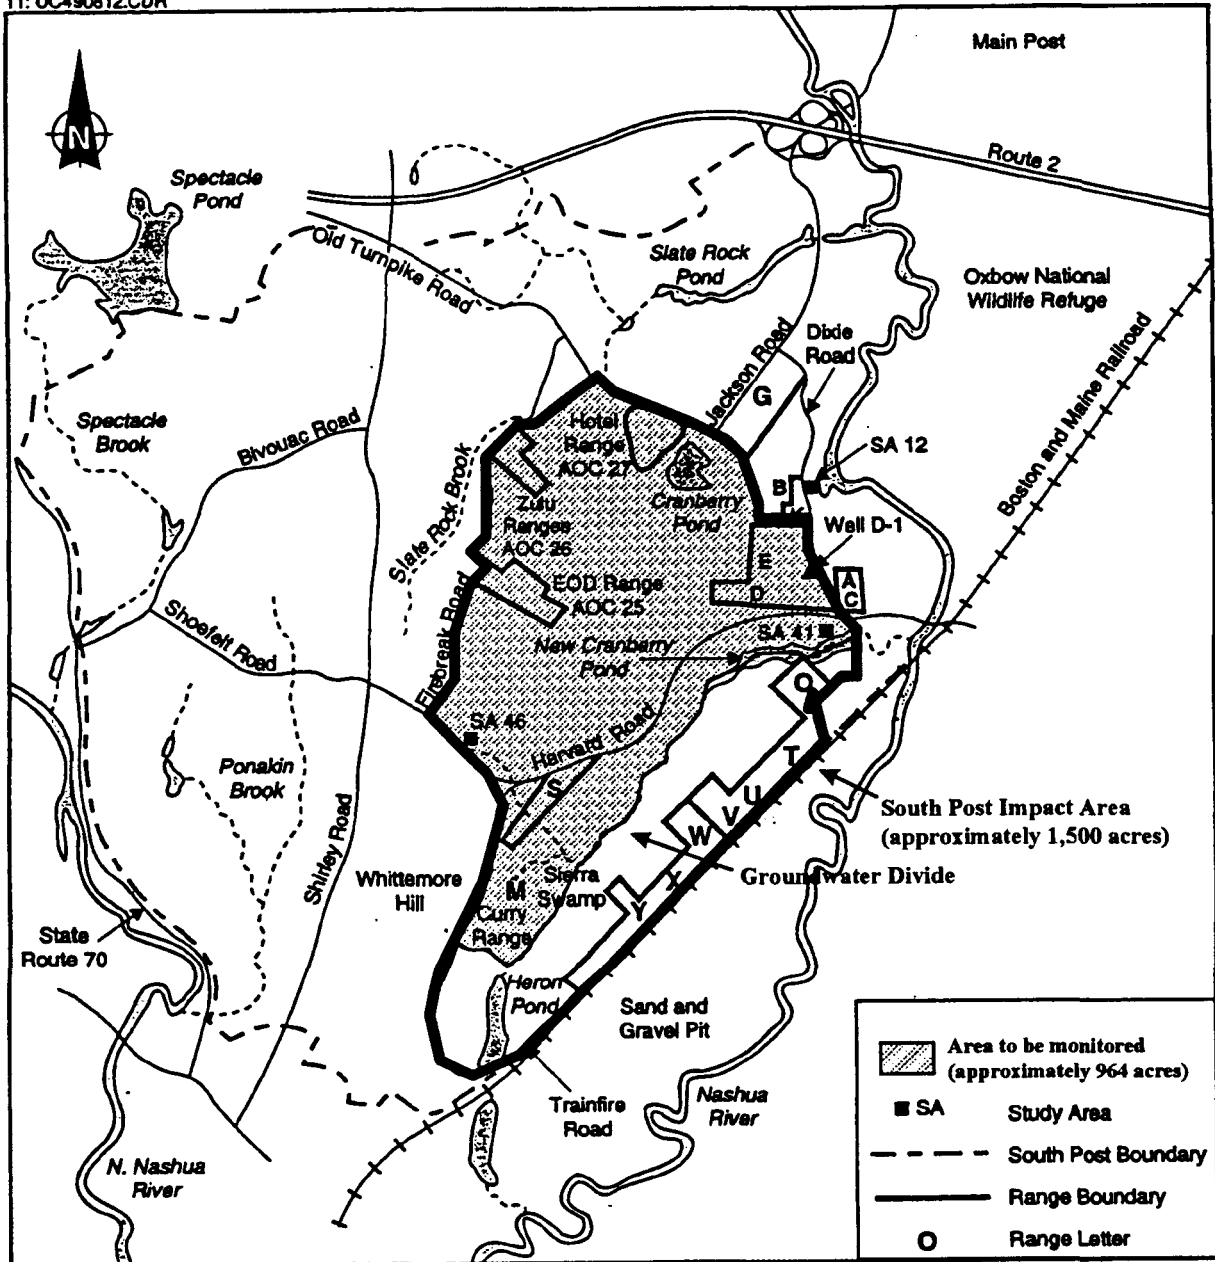 11: OC490812.CDR
Main Post
N
Route 2
Spectacle
Pond
Old Turnpike Road
Slate Rock
Pond
Oxbow National
Wildlife Refuge
Jackson Road
Dixie
Road
Boston and Maine Railroad
G
Spectacle
Brook
Bivouac Road
Hotel
Range
AOC 27
SA 12
B
K
Cranberry
Pond
Slate Rock Brook
Zulu
Ranges
AOC 26
Well D-1
E
D
A
C
EOD Range
AOC 25
Shoefelt Road
Firebreak Road
SA 41
New Cranberry
Pond
O
SA 46
Harvard Road
Ponakin
Brook
S
T
U
V
W
X
Y
South Post Impact Area
(approximately 1,500 acres)
Groundwater Divide
Shirley Road
Whittemore
Hill
M
Sierra
Swamp
Curry
Range
State
Route 70
Heron
Pond
Sand and
Gravel Pit
Trainfire
Road
Nashua
River
N. Nashua
River
Area to be monitored
(approximately 964 acres)
SA
Study Area
South Post Boundary
Range Boundary
O
Range Letter